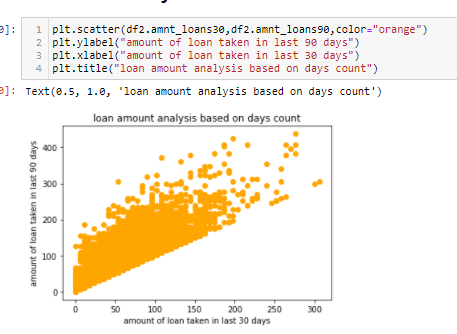 0]:
1 plt.scatter(df2.amnt_loans30,df2.amnt_loans90,color="orange")
2 plt.ylabel("amount of loan taken in last 90 days")
3 plt.xlabel("amount of loan taken in last 30 days")
4 plt.title("loan amount analysis based on days count")
0]: Text(0.5, 1.0, 'loan amount analysis based on days count')
loan amount analysis based on days count
amount of loan taken in last 90 days
400
300
200
100
0
0 50 100 150 200 250 300
amount of loan taken in last 30 days